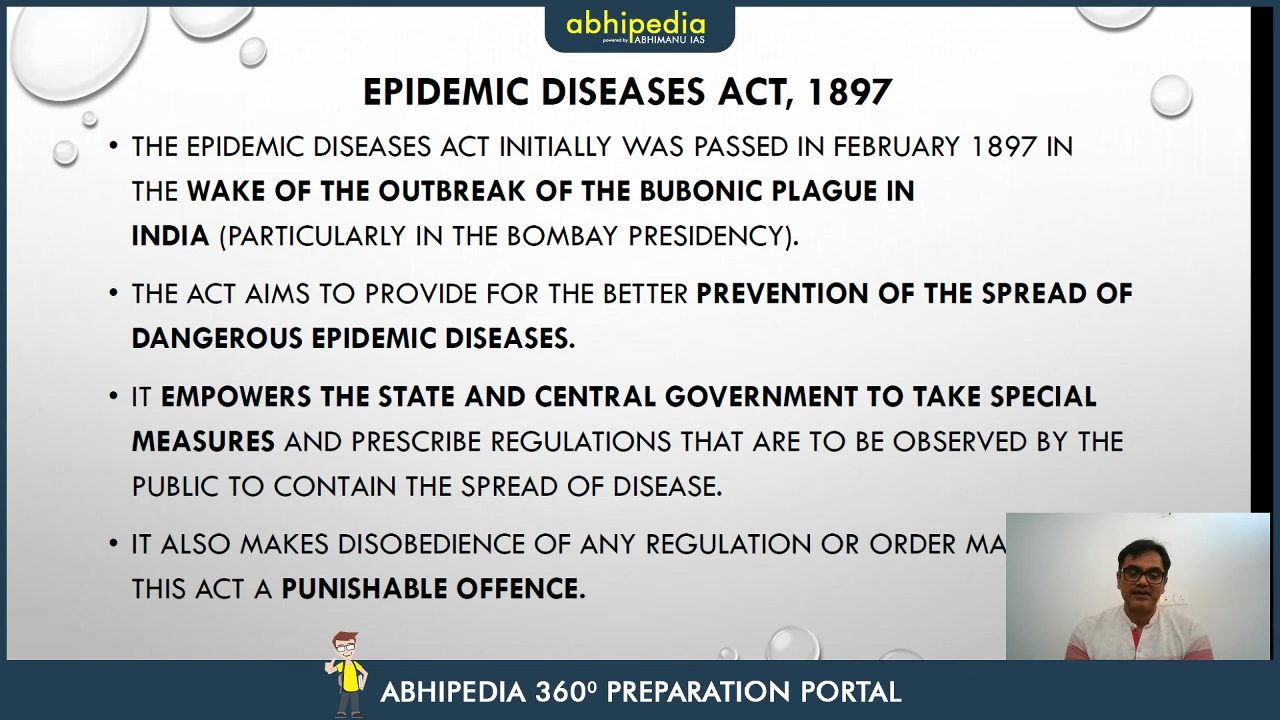 abhipedia
powered by ABHIMANU IAS
EPIDEMIC DISEASES ACT, 1897
• THE EPIDEMIC DISEASES ACT INITIALLY WAS PASSED IN FEBRUARY 1897 IN
THE WAKE OF THE OUTBREAK OF THE BUBONIC PLAGUE IN
INDIA (PARTICULARLY IN THE BOMBAY PRESIDENCY).
• THE ACT AIMS TO PROVIDE FOR THE BETTER PREVENTION OF THE SPREAD OF
DANGEROUS EPIDEMIC DISEASES.
• IT EMPOWERS THE STATE AND CENTRAL GOVERNMENT TO TAKE SPECIAL
MEASURES AND PRESCRIBE REGULATIONS THAT ARE TO BE OBSERVED BY THE
PUBLIC TO CONTAIN THE SPREAD OF DISEASE.
• IT ALSO MAKES DISOBEDIENCE OF ANY REGULATION OR ORDER MA
THIS ACT A PUNISHABLE OFFENCE.
ABHIPEDIA 360⁰ PREPARATION PORTAL